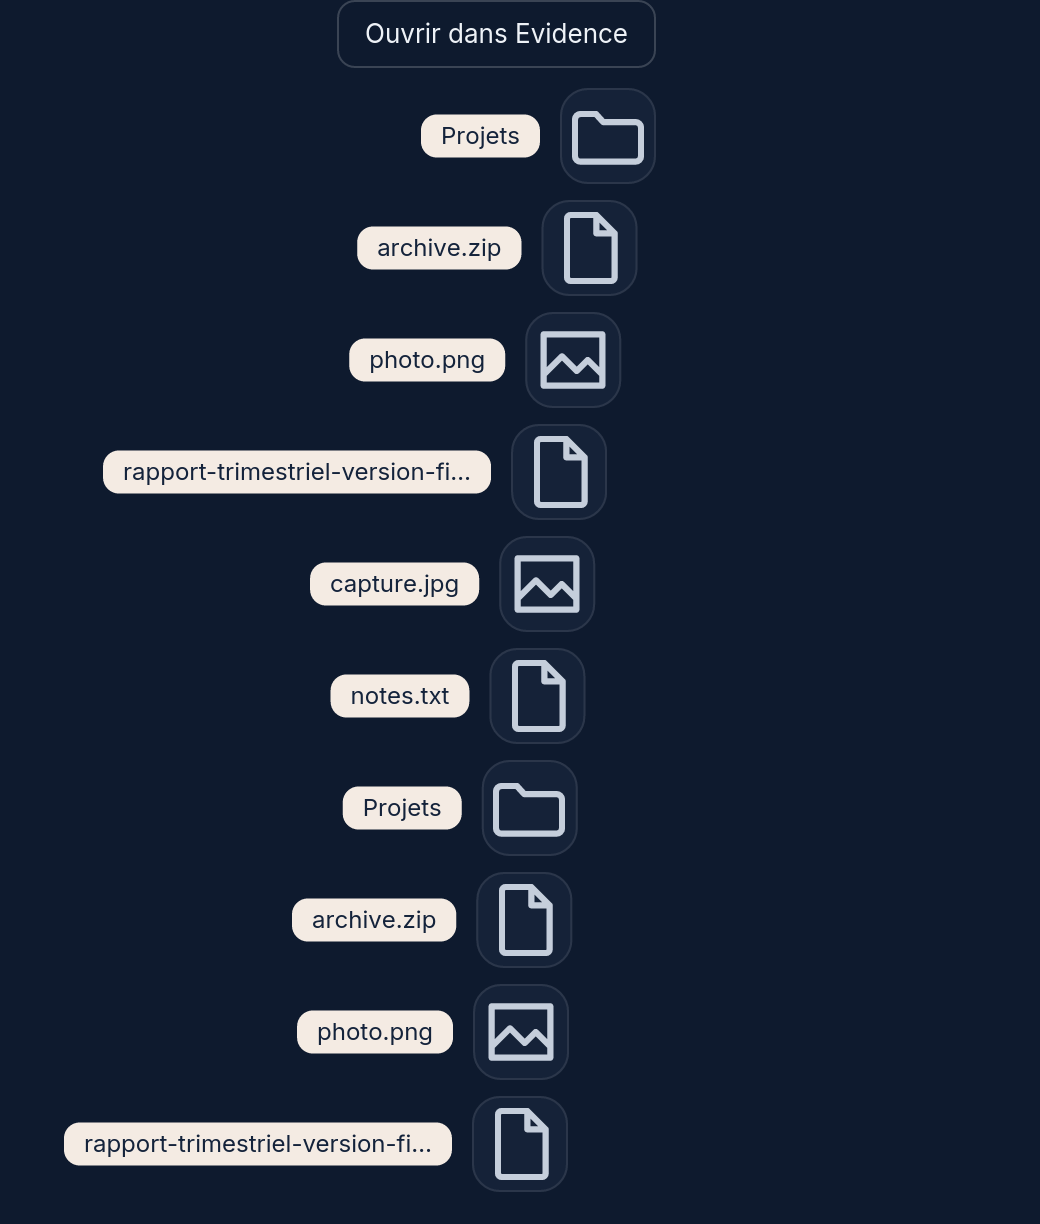 Ouvrir dans Evidence
Projets
archive.zip
photo.png
rapport-trimestriel-version-fi...
capture.jpg
notes.txt
Projets
archive.zip
photo.png
rapport-trimestriel-version-fi...